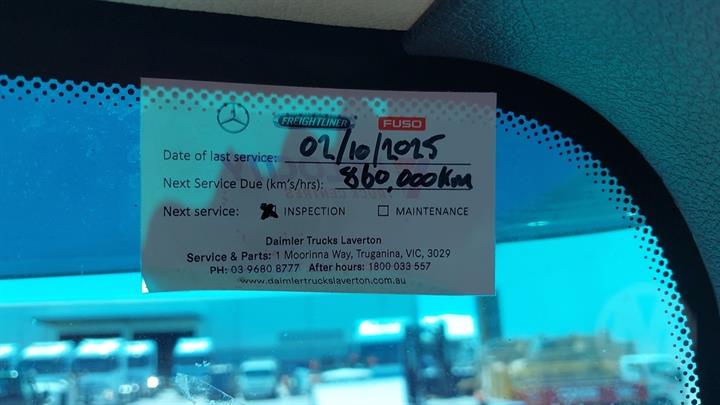 FREIGHTLINER FUSO
Date of last service: 02/10/2025
Next Service Due (km's/hrs): 860,000km
Next service: INSPECTION MAINTENANCE
Daimler Trucks Laverton
Service & Parts: 1 Moorinna Way, Truganina, VIC, 3029
PH: 03 9680 8777 After hours: 1800 033 557
www.daimlertruckslaverton.com.au